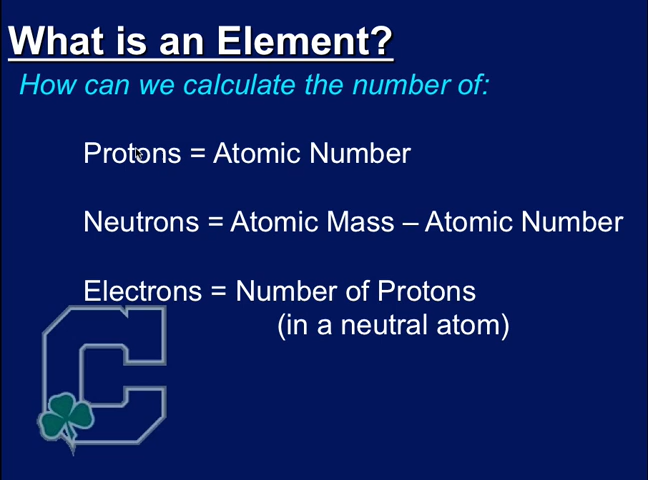 What is an Element?
How can we calculate the number of:
Protons = Atomic Number
Neutrons = Atomic Mass – Atomic Number
Electrons = Number of Protons
(in a neutral atom)
C